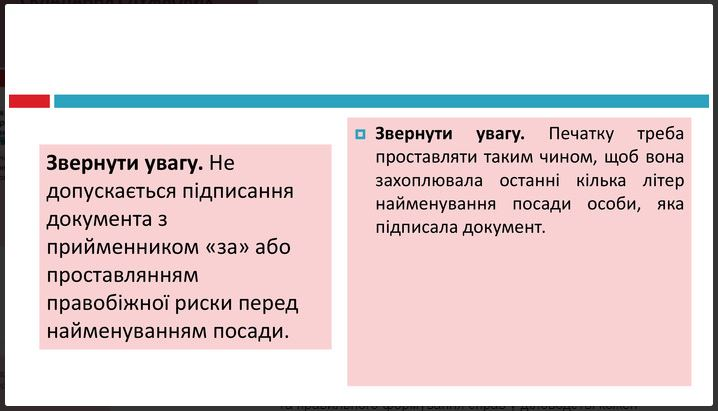 Звернути увагу. Не
допускається підписання
документа з
прийменником «за» або
проставлянням
правобіжної риски перед
найменуванням посади.
Звернути увагу. Печатку треба
проставляти таким чином, щоб вона
захоплювала останні кілька літер
найменування посади особи, яка
підписала документ.